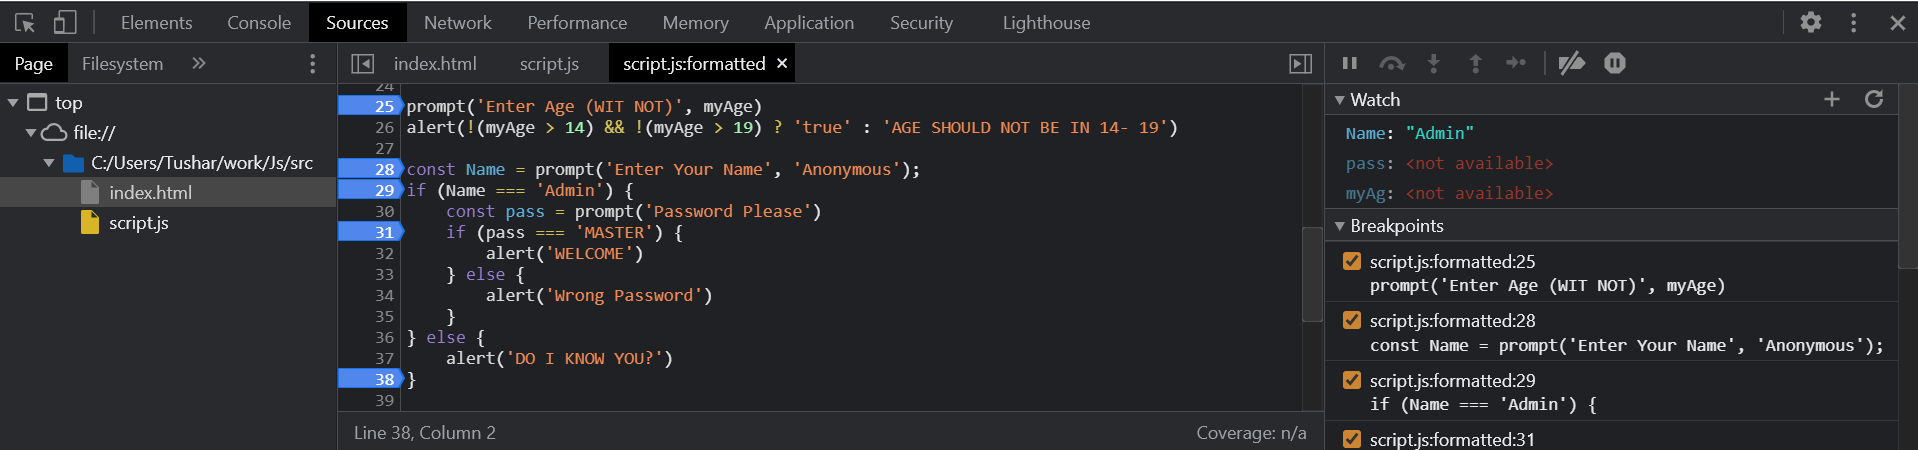 Elements Console Sources Network Performance Memory Application Security Lighthouse
Page Filesystem »
top
file://
C:/Users/Tushar/work/Js/src
index.html
script.js
index.html script.js script.js:formatted ×
24
25 prompt('Enter Age (WIT NOT)', myAge)
26 alert(!(myAge > 14) && !(myAge > 19) ? 'true' : 'AGE SHOULD NOT BE IN 14- 19')
27
28 const Name = prompt('Enter Your Name', 'Anonymous');
29 if (Name === 'Admin') {
30     const pass = prompt('Password Please')
31     if (pass === 'MASTER') {
32         alert('WELCOME')
33     } else {
34         alert('Wrong Password')
35     }
36 } else {
37     alert('DO I KNOW YOU?')
38 }
39
Line 38, Column 2 Coverage: n/a
Watch
Name: "Admin"
pass: <not available>
myAg: <not available>
Breakpoints
script.js:formatted:25
prompt('Enter Age (WIT NOT)', myAge)
script.js:formatted:28
const Name = prompt('Enter Your Name', 'Anonymous');
script.js:formatted:29
if (Name === 'Admin') {
script.js:formatted:31